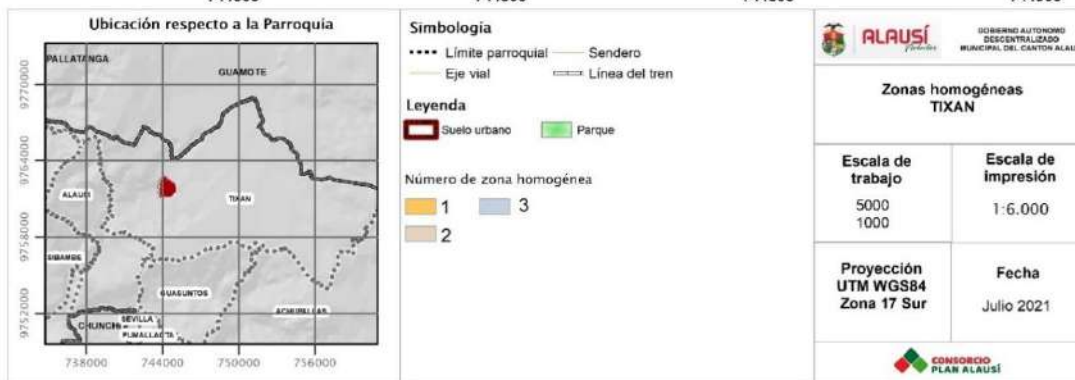 Ubicación respecto a la Parroquia
PALLATANGA
GUAMOTE
ALAUSI
TIXAN
SIBAMBE
GUASUNTOS
ACHUPALLAS
CHUNCHI
SEVILLA
PUMALLACTA
9770000
9764000
9758000
9752000
738000
744000
750000
756000
Simbología
Límite parroquial
Sendero
Eje vial
Línea del tren
Leyenda
Suelo urbano
Parque
Número de zona homogénea
1
3
2
ALAUSÍ
GOBIERNO AUTONOMO
DESCENTRALIZADO
MUNICIPAL DEL CANTON ALAU
Zonas homogéneas
TIXAN
Escala de
trabajo
5000
1000
Escala de
impresión
1:6.000
Proyección
UTM WGS84
Zona 17 Sur
Fecha
Julio 2021
CONSORCIO
PLAN ALAUSÍ